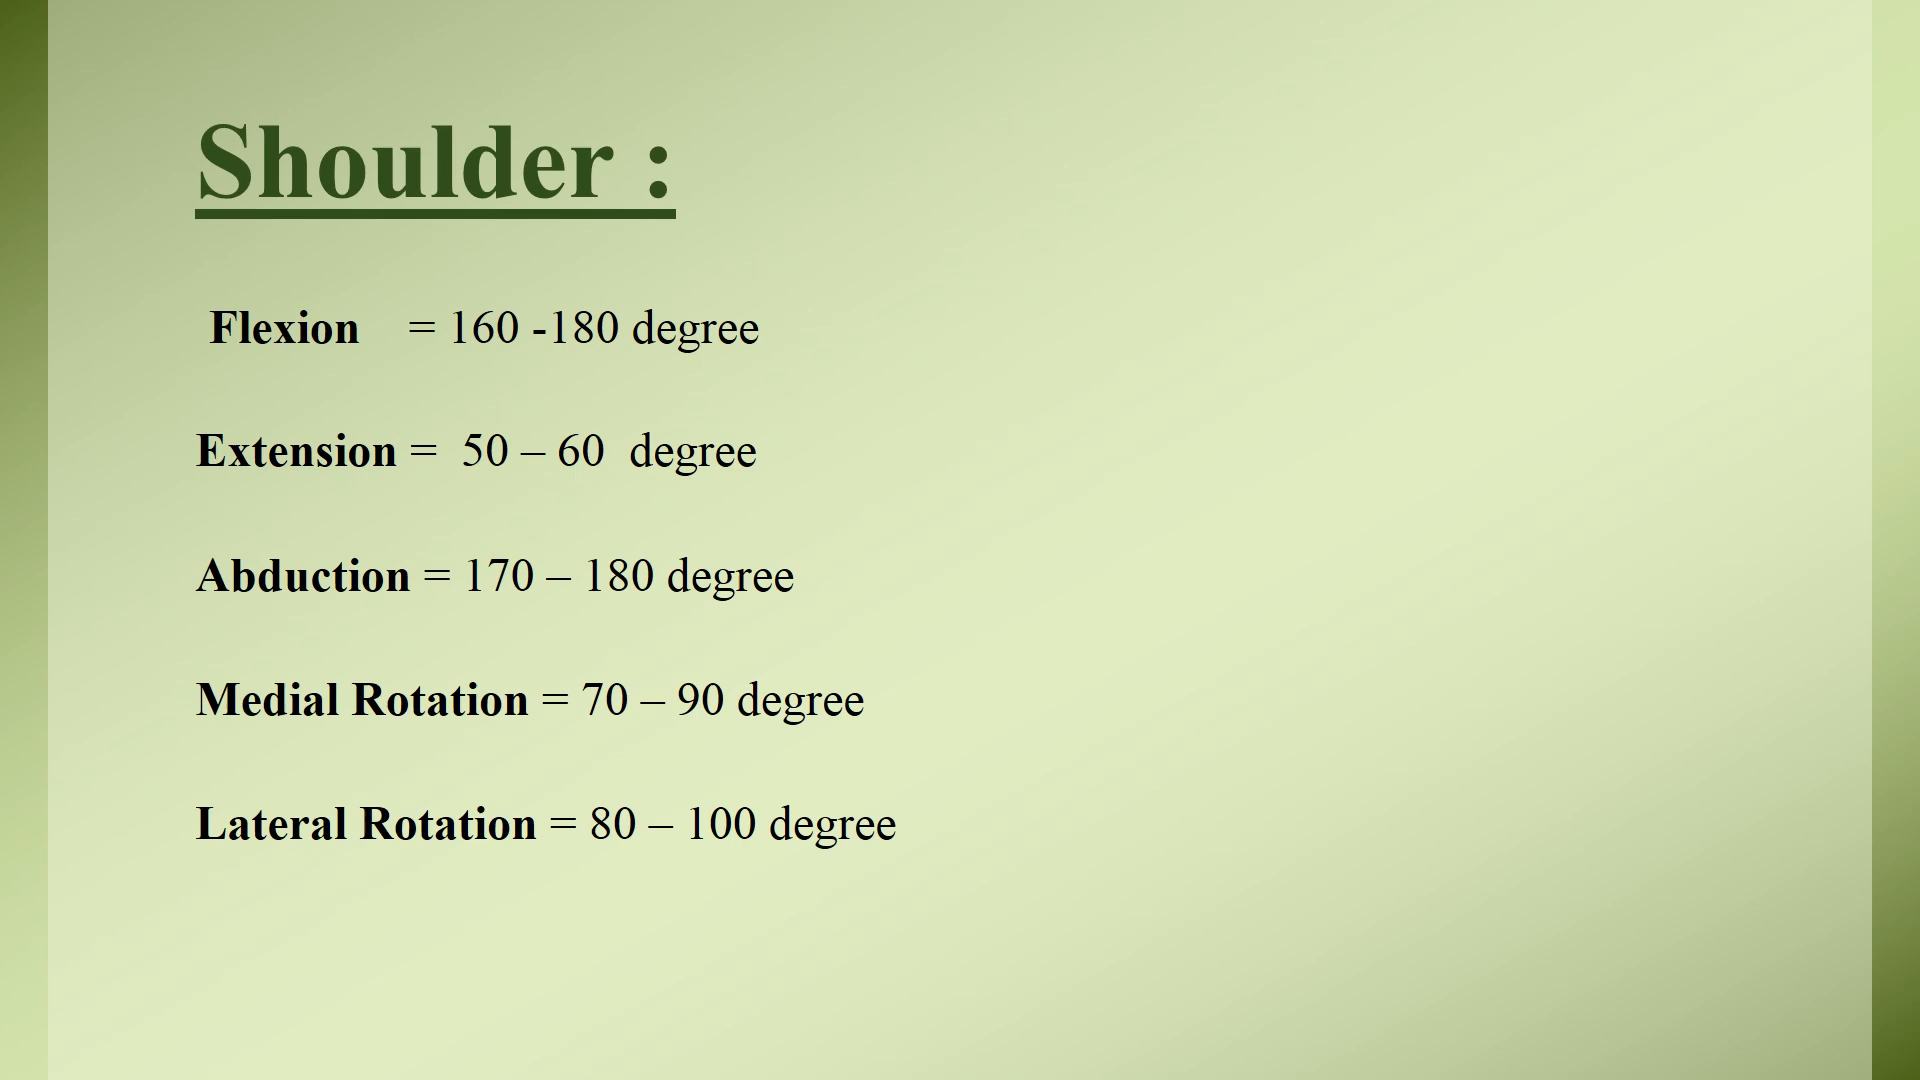 Shoulder :
Flexion = 160 -180 degree
Extension = 50 – 60 degree
Abduction = 170 – 180 degree
Medial Rotation = 70 – 90 degree
Lateral Rotation = 80 – 100 degree